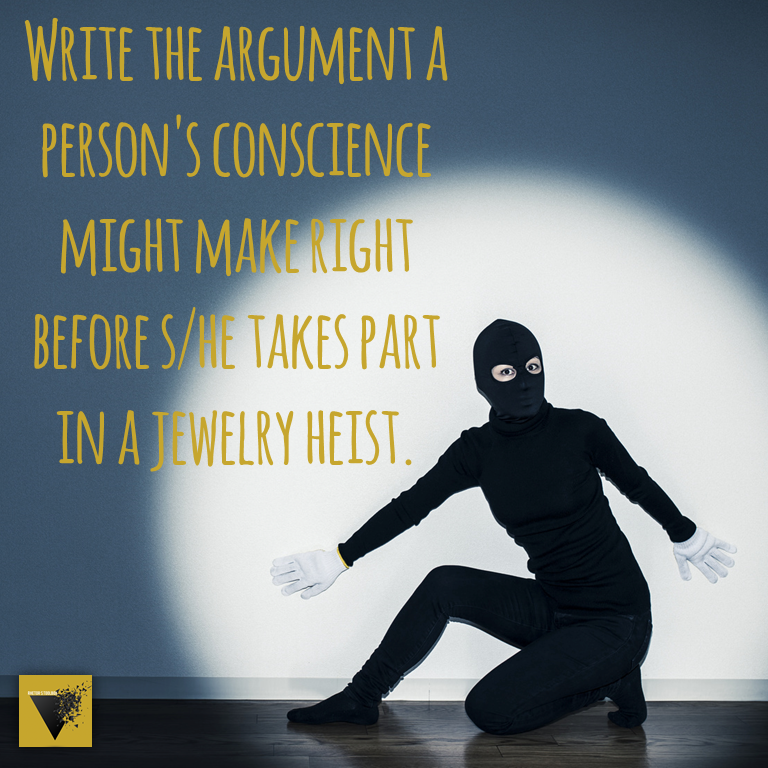 Write the argument a
person's conscience
might make right
before s/he takes part
in a jewelry heist.